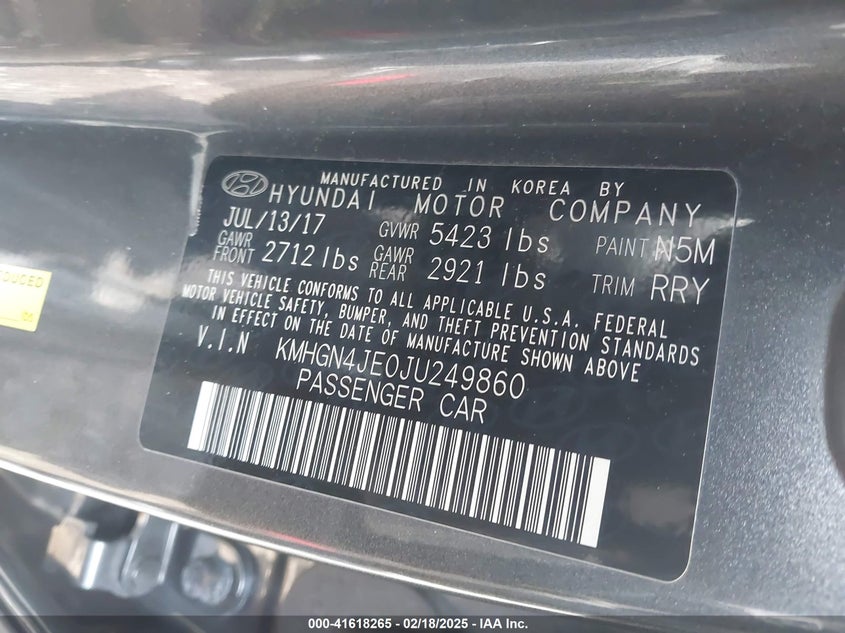 MANUFACTURED IN KOREA BY
HYUNDAI MOTOR COMPANY
JUL/13/17 GVWR 5423 lbs PAINT N5M
GAWR FRONT 2712 lbs GAWR REAR 2921 lbs TRIM RRY
THIS VEHICLE CONFORMS TO ALL APPLICABLE U.S.A. FEDERAL
MOTOR VEHICLE SAFETY, BUMPER, AND THEFT PREVENTION STANDARDS
IN EFFECT ON THE DATE OF MANUFACTURE SHOWN ABOVE
V.I.N KMHGN4JE0JU249860
PASSENGER CAR
000-41618265 - 02/18/2025 - IAA Inc.